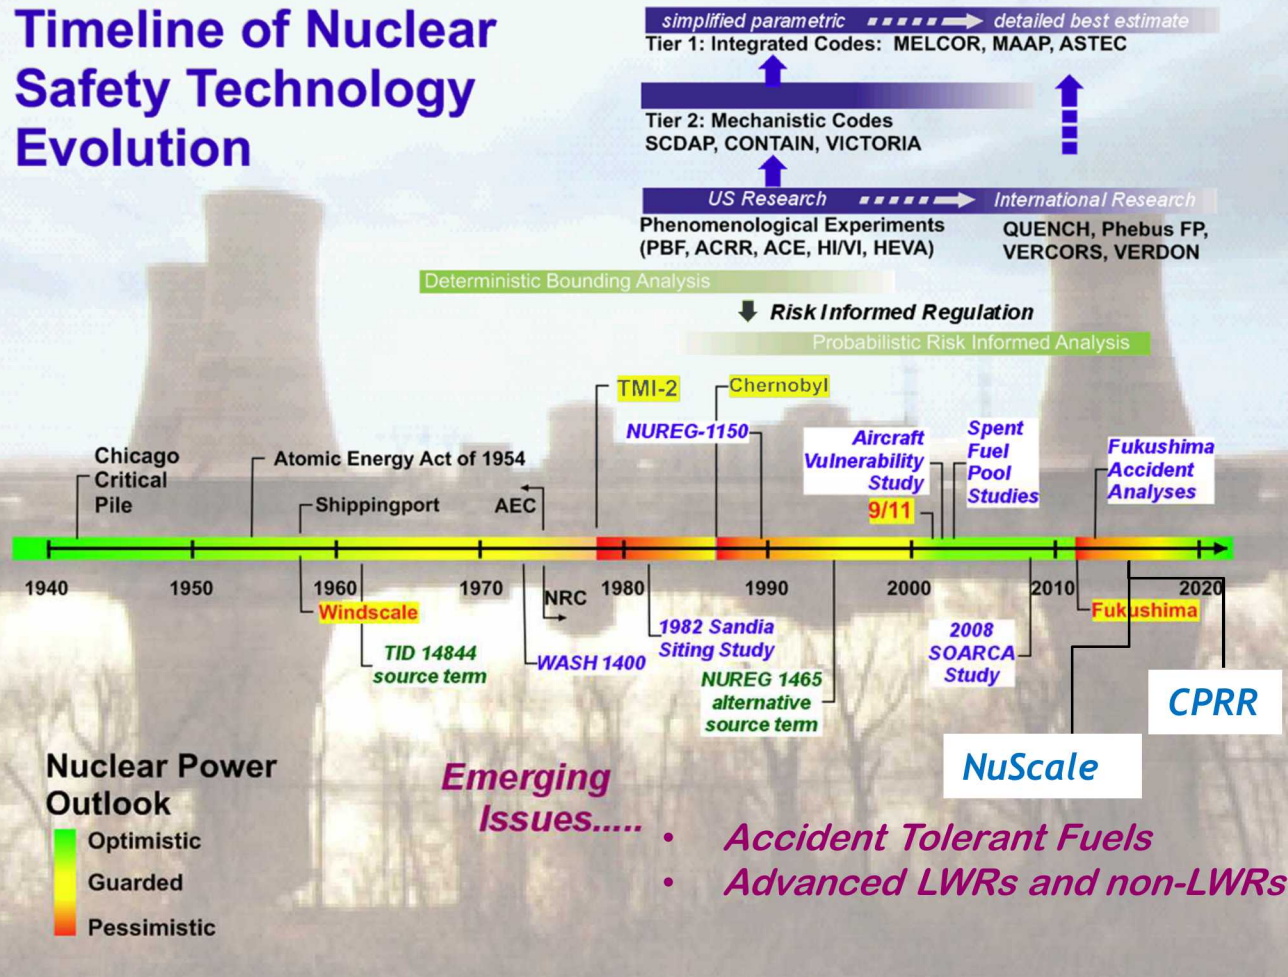 Timeline of Nuclear
Safety Technology
Evolution
simplified parametric detailed best estimate
Tier 1: Integrated Codes: MELCOR, MAAP, ASTEC
Tier 2: Mechanistic Codes
SCDAP, CONTAIN, VICTORIA
US Research International Research
Phenomenological Experiments
(PBF, ACRR, ACE, HI/VI, HEVA)
QUENCH, Phebus FP,
VERCORS, VERDON
Deterministic Bounding Analysis
Risk Informed Regulation
Probabilistic Risk Informed Analysis
TMI-2
Chernobyl
NUREG-1150
Chicago
Critical
Pile
Atomic Energy Act of 1954
Shippingport
AEC
Aircraft
Vulnerability
Study
9/11
Spent
Fuel
Pool
Studies
Fukushima
Accident
Analyses
1940 1950 1960 1970 1980 1990 2000 2010 2020
NRC
Windscale
Fukushima
TID 14844
source term
WASH 1400
1982 Sandia
Siting Study
NUREG 1465
alternative
source term
2008
SOARCA
Study
CPRR
NuScale
Nuclear Power
Outlook
Optimistic
Guarded
Pessimistic
Emerging
Issues.....
• Accident Tolerant Fuels
• Advanced LWRs and non-LWRs